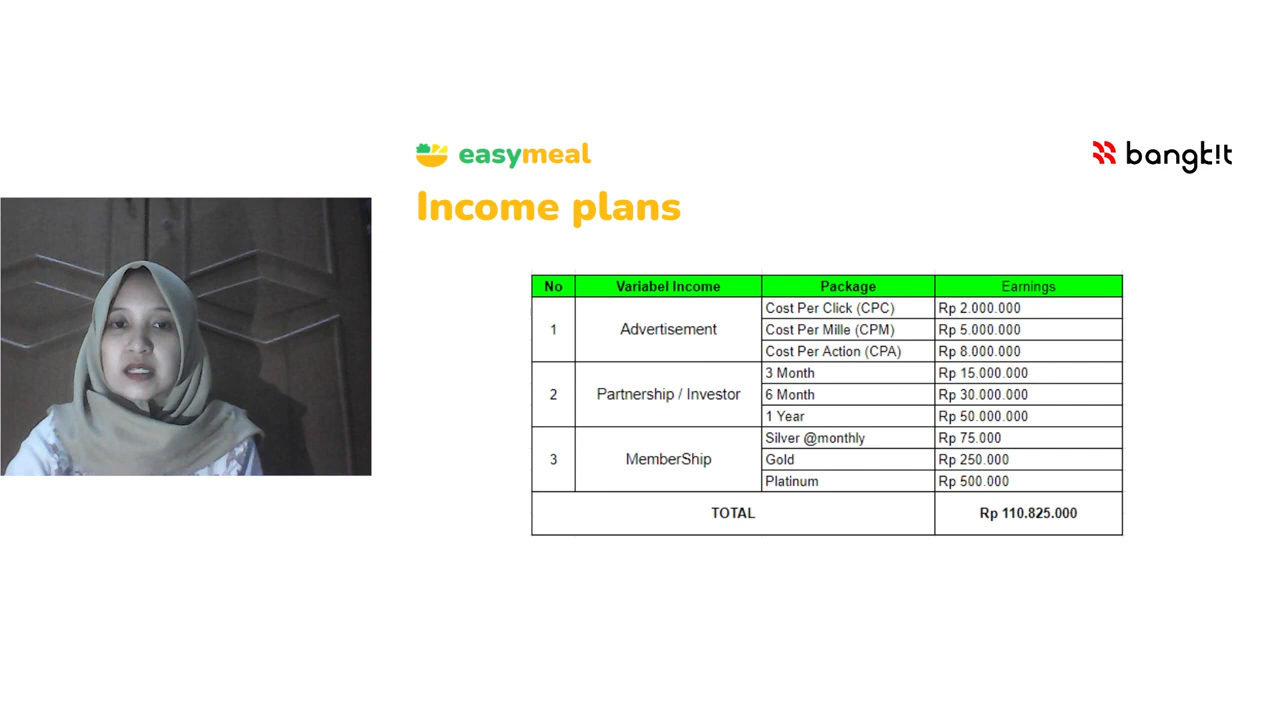 easymeal
bangk!t
Income plans
No Variabel Income Package Earnings
1 Advertisement Cost Per Click (CPC) Rp 2.000.000
Cost Per Mille (CPM) Rp 5.000.000
Cost Per Action (CPA) Rp 8.000.000
2 Partnership / Investor 3 Month Rp 15.000.000
6 Month Rp 30.000.000
1 Year Rp 50.000.000
3 MemberShip Silver @monthly Rp 75.000
Gold Rp 250.000
Platinum Rp 500.000
TOTAL Rp 110.825.000